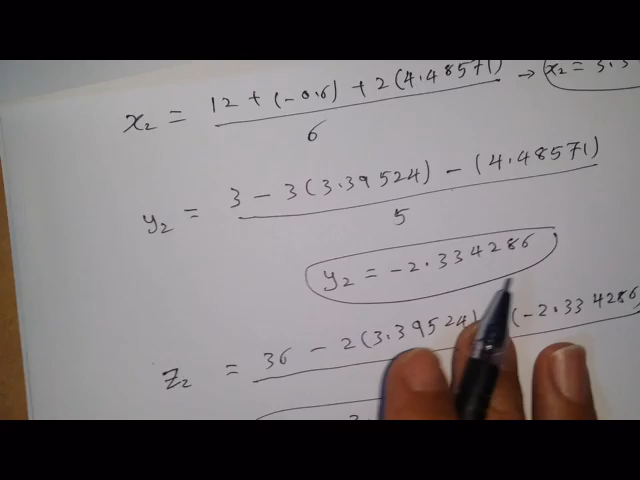 x₂ = 12 + (-0.6) + 2(4.48571) / 6 → x₂ = 3.3
y₂ = 3 - 3(3.39524) - (4.48571) / 5
y₂ = -2.334286
z₂ = 36 - 2(3.39524) (-2.334286)